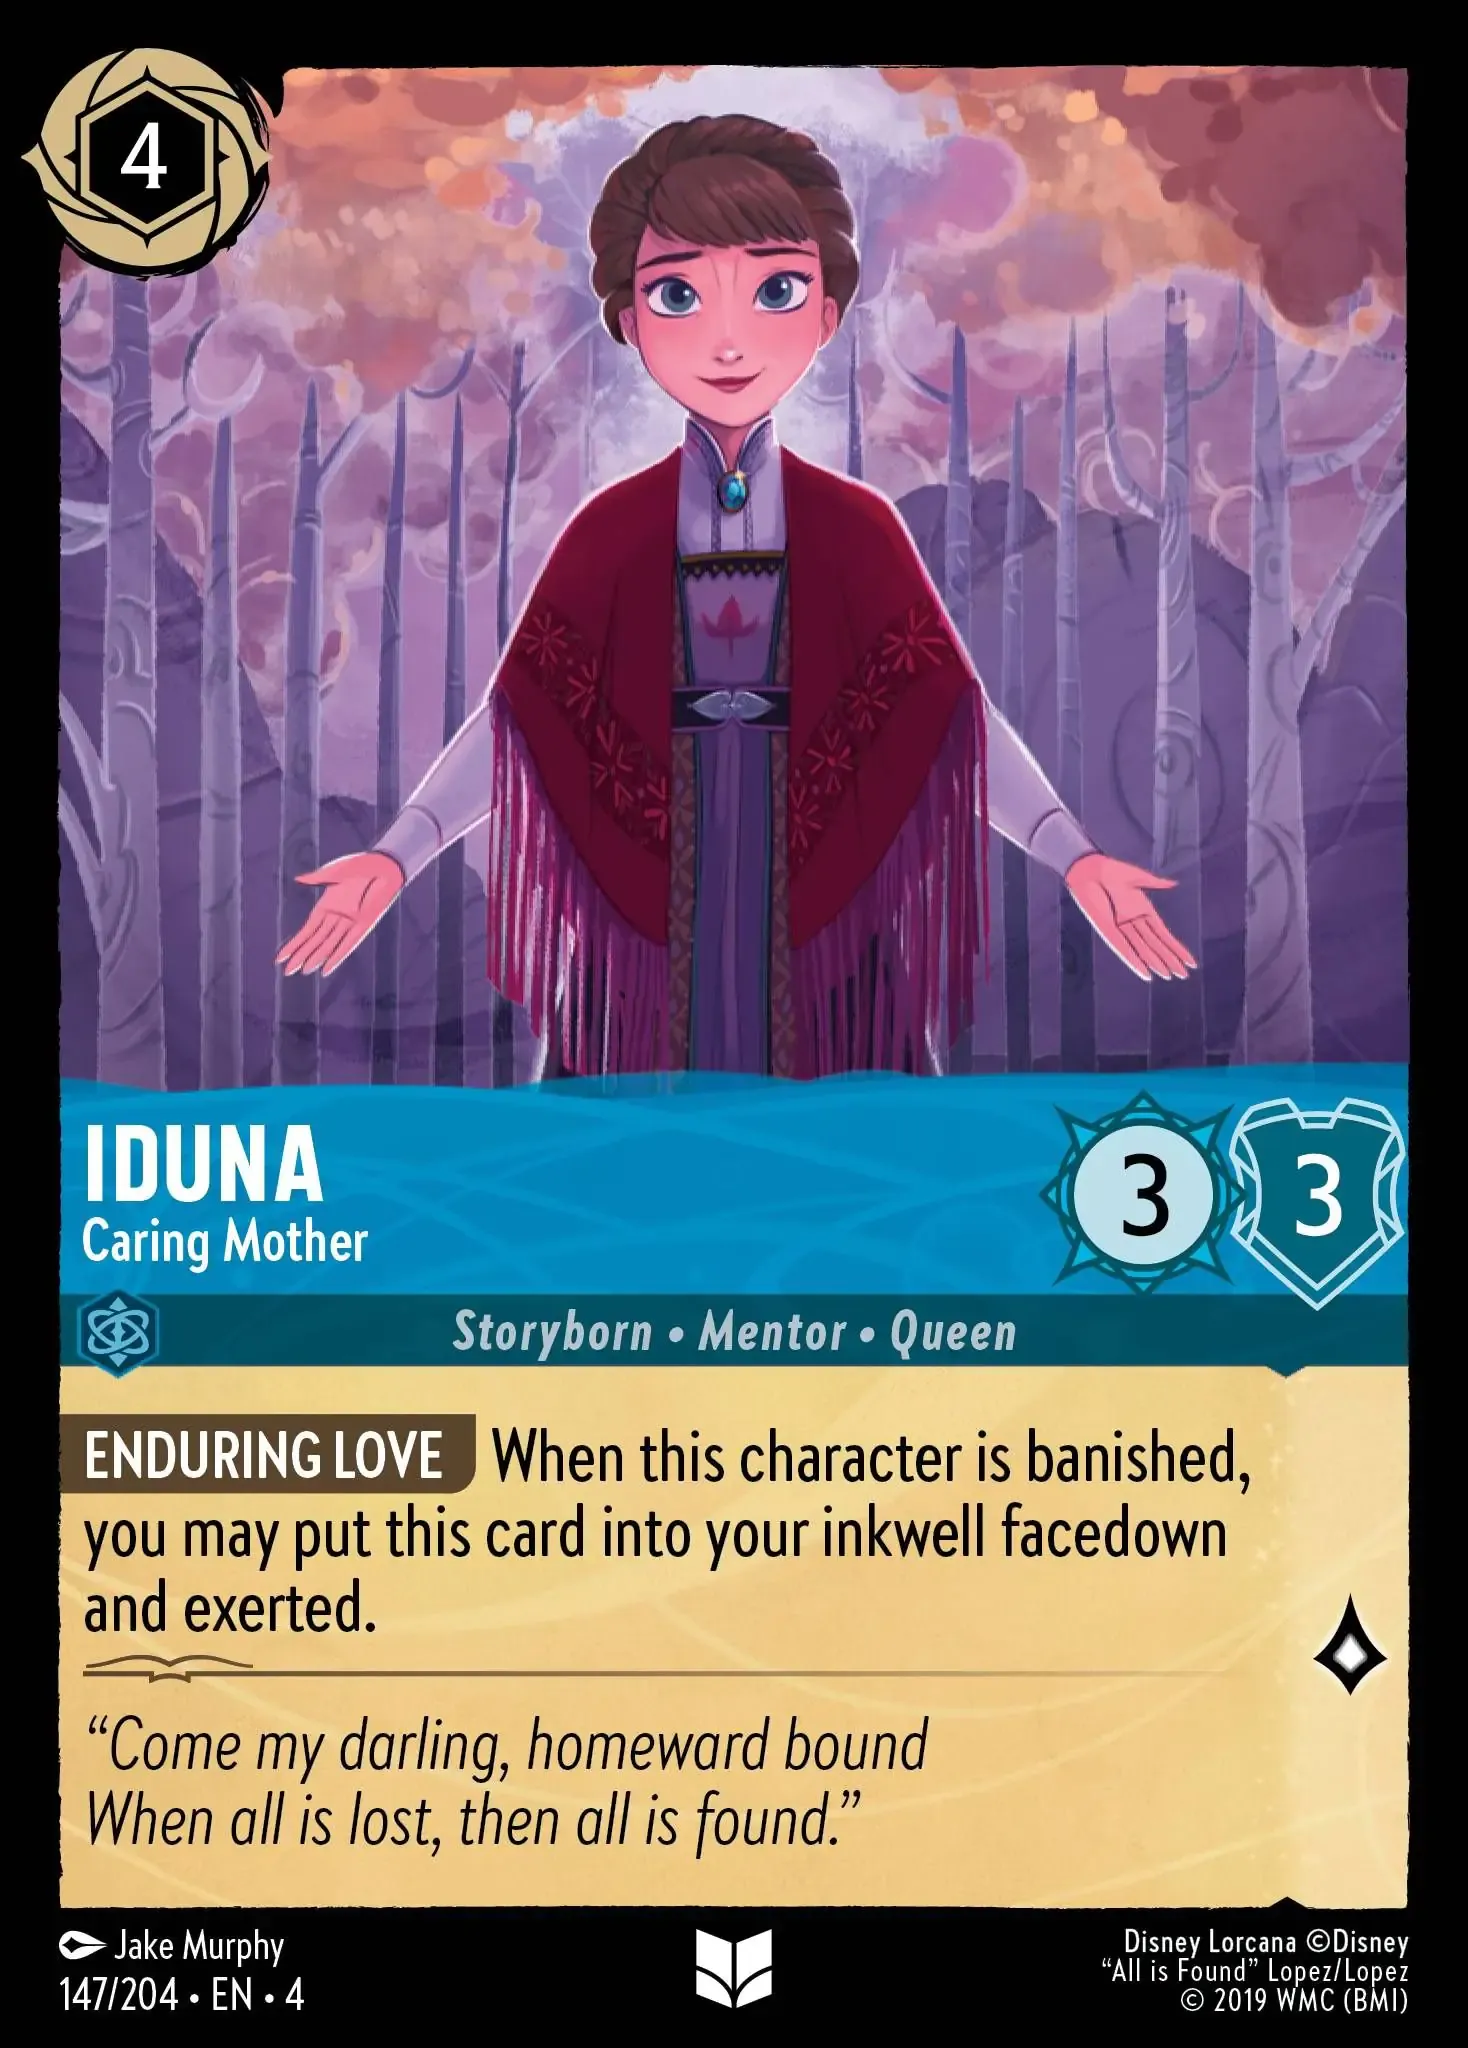 4
IDUNA
Caring Mother
3
3
Storyborn • Mentor • Queen
ENDURING LOVE When this character is banished,
you may put this card into your inkwell facedown
and exerted.
“Come my darling, homeward bound
When all is lost, then all is found.”
Jake Murphy
147/204 • EN • 4
Disney Lorcana ©Disney
“All is Found” Lopez/Lopez
© 2019 WMC (BMI)